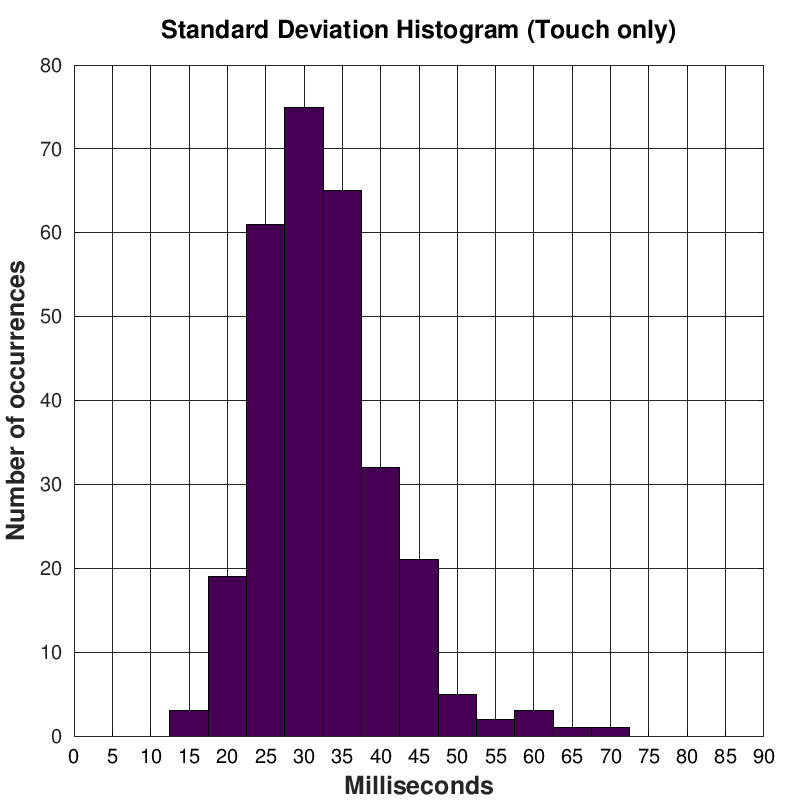 Standard Deviation Histogram (Touch only)
80
70
60
50
40
30
20
10
0
0 5 10 15 20 25 30 35 40 45 50 55 60 65 70 75 80 85 90
Number of occurrences
Milliseconds